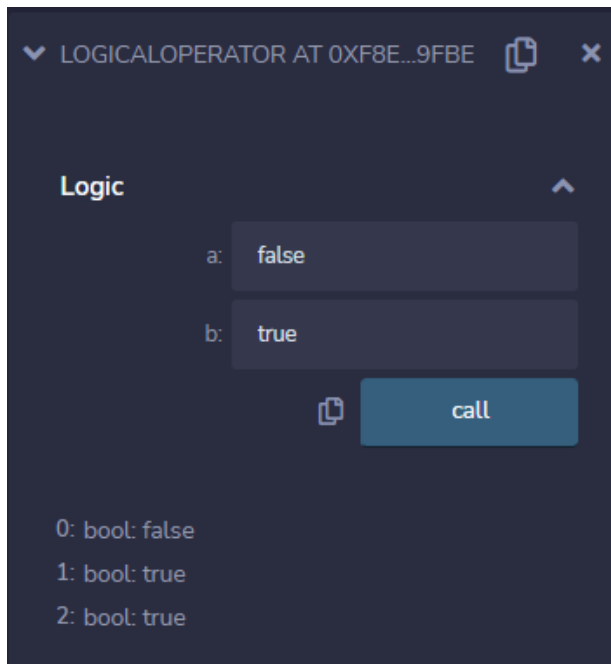 LOGICALOPERATOR AT 0XF8E...9FBE
Logic
a: false
b: true
call
0: bool: false
1: bool: true
2: bool: true